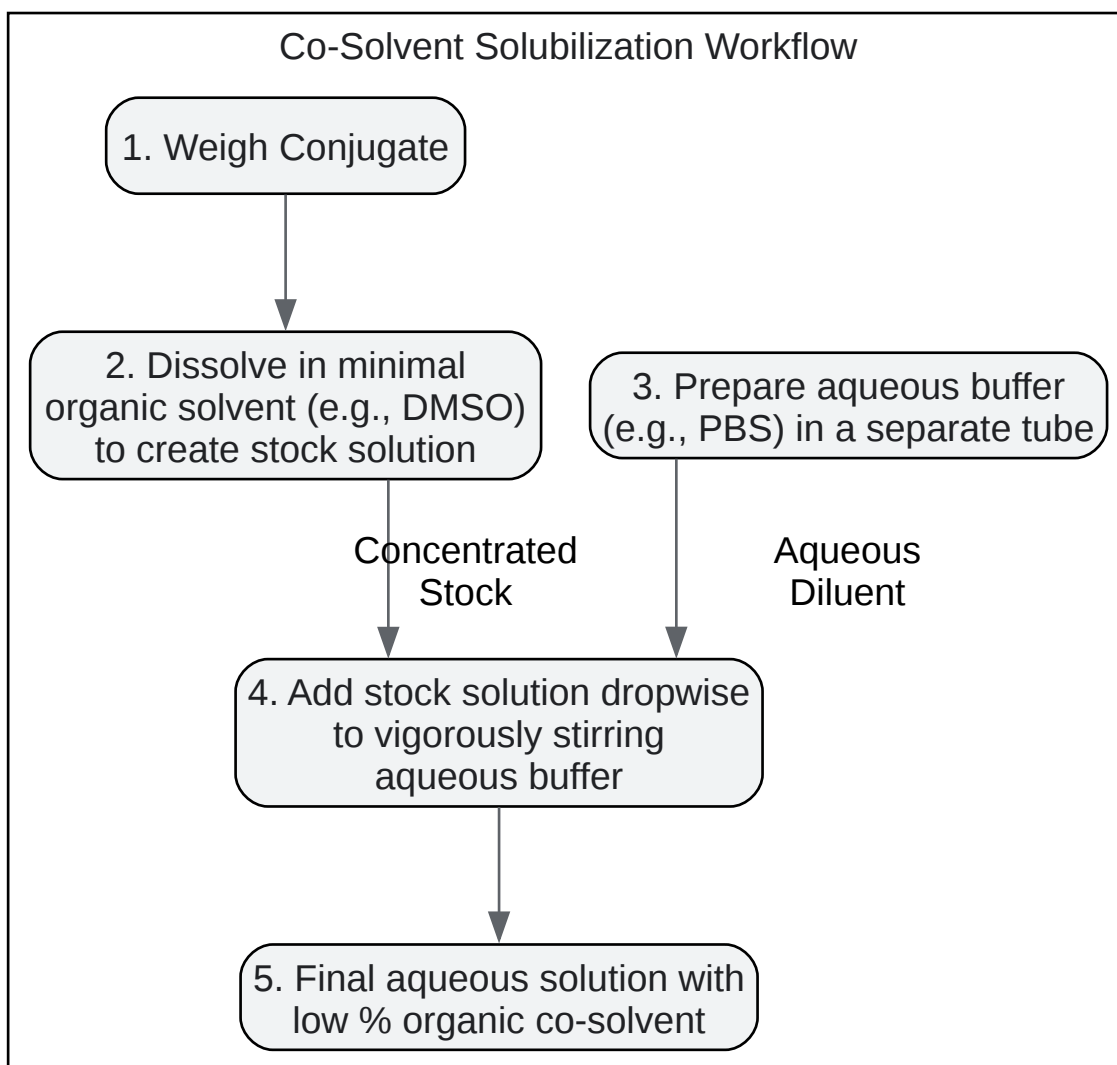 Co-Solvent Solubilization Workflow
1. Weigh Conjugate
2. Dissolve in minimal
organic solvent (e.g., DMSO)
to create stock solution
3. Prepare aqueous buffer
(e.g., PBS) in a separate tube
Concentrated
Stock
Aqueous
Diluent
4. Add stock solution dropwise
to vigorously stirring
aqueous buffer
5. Final aqueous solution with
low % organic co-solvent